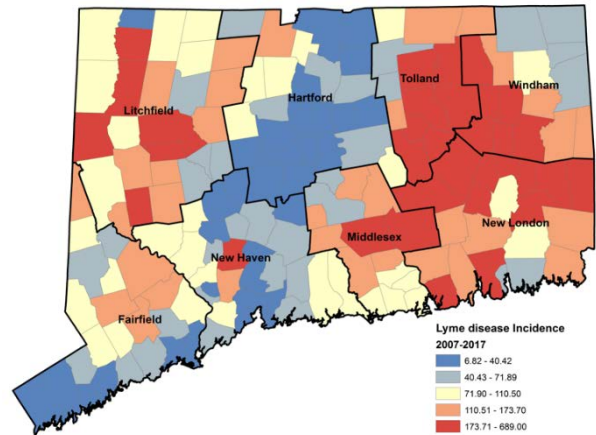 Litchfield
Hartford
Tolland
Windham
New Haven
Middlesex
New London
Fairfield
Lyme disease Incidence
2007-2017
6.82 - 40.42
40.43 - 71.89
71.90 - 110.50
110.51 - 173.70
173.71 - 689.00